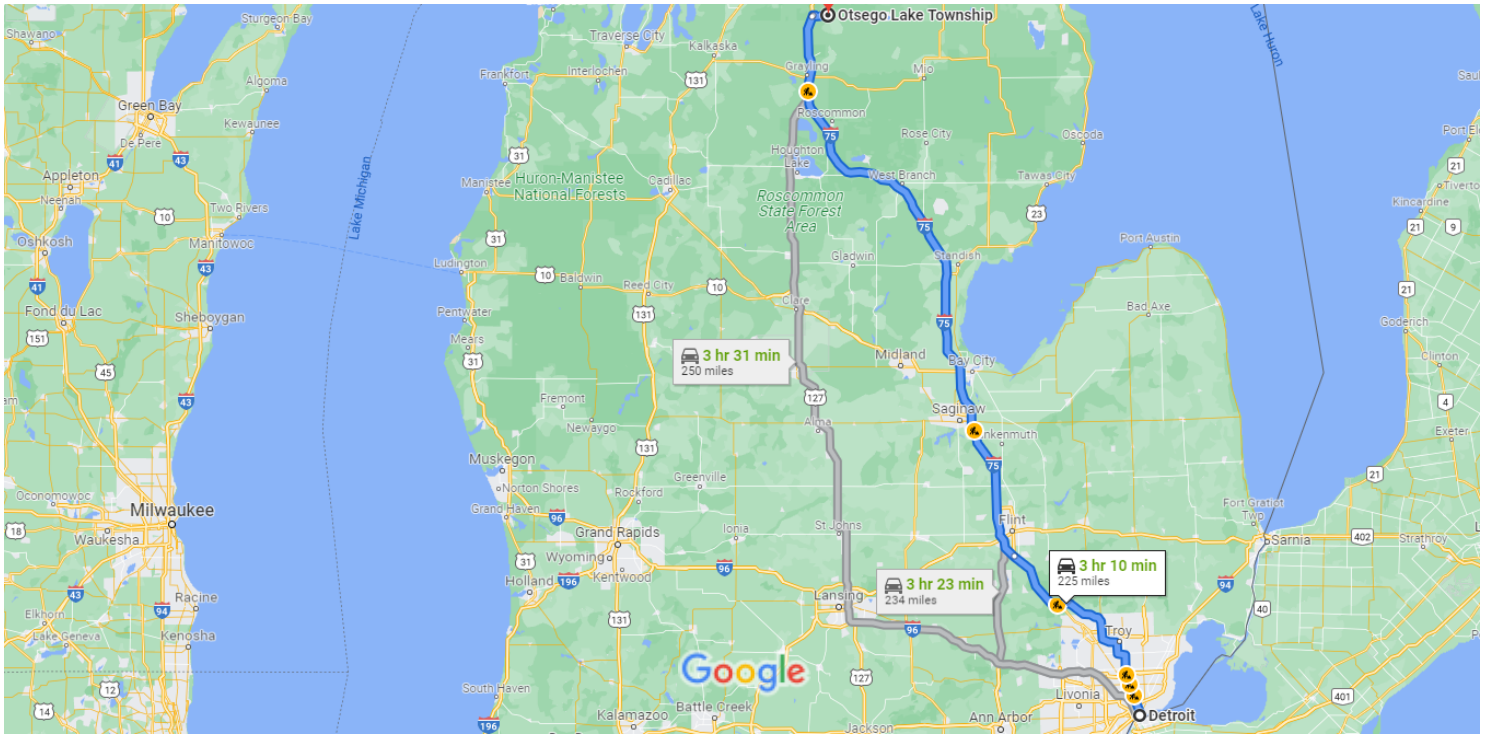 Otsego Lake Township
Sturgeon Bay
Shawano
Traverse City
Kalkaska
Lake Huron
Grayling
Mio
Frankfort
Interlochen
131
Algoma
Green Bay
Roscommon
75
Rose City
Oscoda
Kewaunee
De Pere
41
43
31
Houghton
Lake
West Branch
Tawas City
21
Appleton
Neenah
Lake Michigan
Manistee
Huron-Manistee
National Forests
Cadillac
Roscommon
State Forest
Area
23
Kincardine
10
Two Rivers
75
21
9
Oshkosh
Manitowoc
31
Port Austin
Gladwin
Standish
Ludington
43
10
Baldwin
Reed City
10
41
21
Clare
Bad Axe
Fond du Lac
Sheboygan
Pentwater
131
75
Goderich
151
Mears
3 hr 31 min
250 miles
Midland
Bay City
Clinton
31
45
43
127
4
Fremont
Saginaw
Newaygo
Alma
nkenmuth
Exeter
131
Muskegon
75
21
Greenville
Norton Shores
Rockford
Oconomowoc
Milwaukee
Grand Haven
96
Fort Gratiot
Twp
18
Waukesha
Grand Rapids
Ionia
St Johns
Flint
Sarnia
402
Strathroy
Wyoming
31
Kentwood
96
3 hr 10 min
225 miles
Holland
196
3 hr 23 min
234 miles
94
43
Racine
Lansing
94
40
Elkhorn
131
96
Troy
Lake Geneva
Kenosha
Google
127
12
South Haven
Livonia
401
14
Battle Creek
Detroit
Kalamazoo
Ann Arbor
196
Jackson